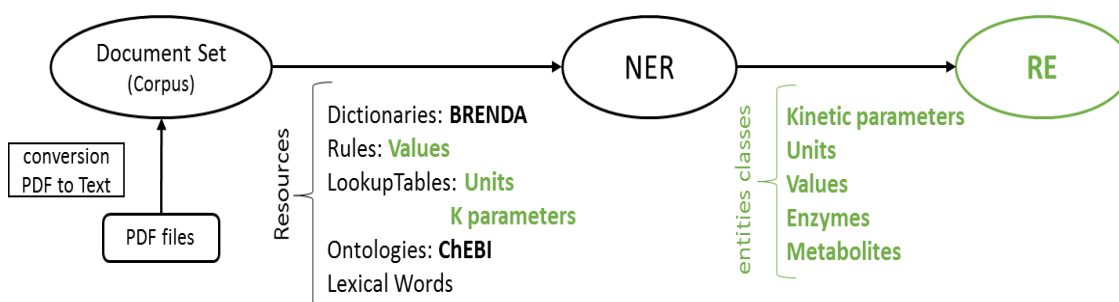 Document Set
(Corpus)
NER
RE
conversion
PDF to Text
PDF files
Resources
Dictionaries: BRENDA
Rules: Values
LookupTables: Units
K parameters
Ontologies: ChEBI
Lexical Words
entities classes
Kinetic parameters
Units
Values
Enzymes
Metabolites